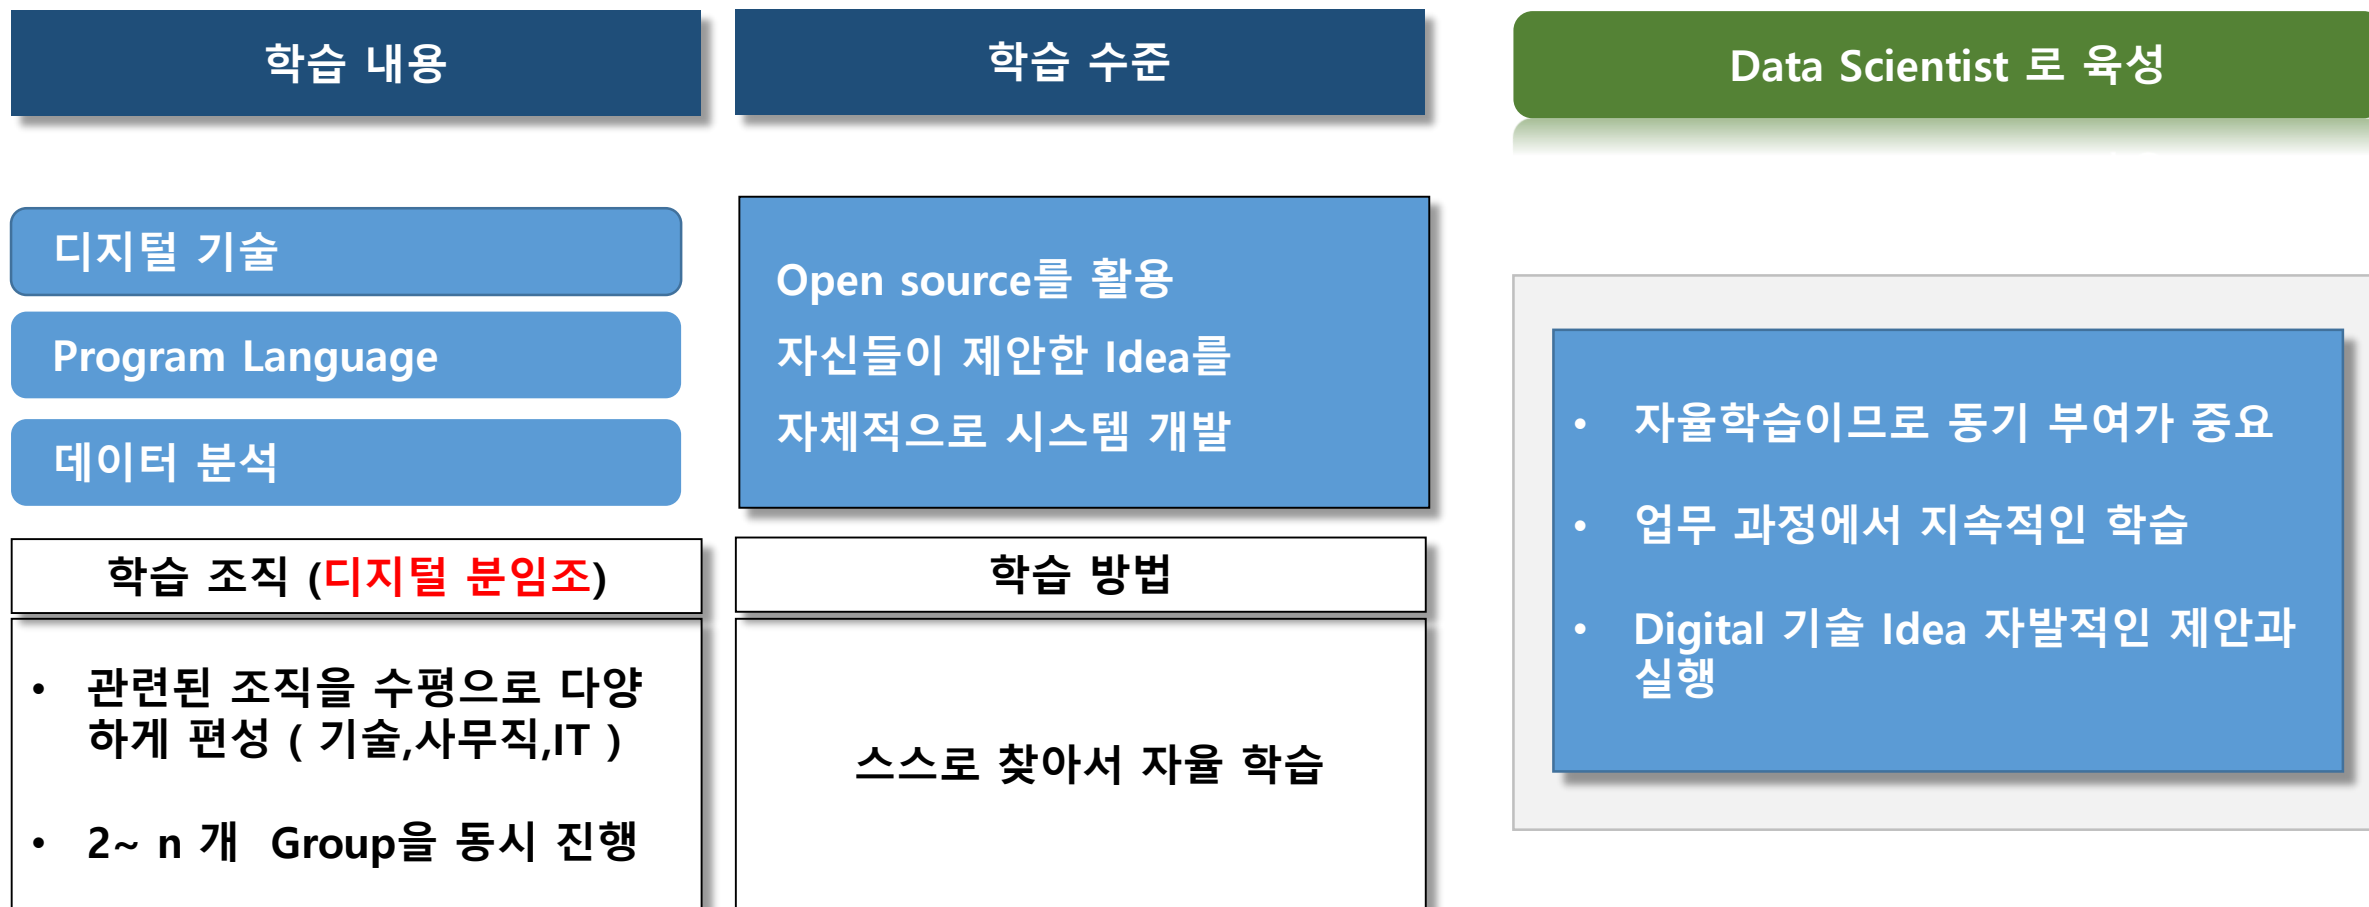 학습 내용
디지털 기술
Program Language
데이터 분석
학습 조직 (디지털 분임조)
• 관련된 조직을 수평으로 다양
하게 편성 ( 기술,사무직,IT )
• 2~ n 개 Group을 동시 진행
학습 수준
Open source를 활용
자신들이 제안한 Idea를
자체적으로 시스템 개발
학습 방법
스스로 찾아서 자율 학습
Data Scientist 로 육성
• 자율학습이므로 동기 부여가 중요
• 업무 과정에서 지속적인 학습
• Digital 기술 Idea 자발적인 제안과
실행